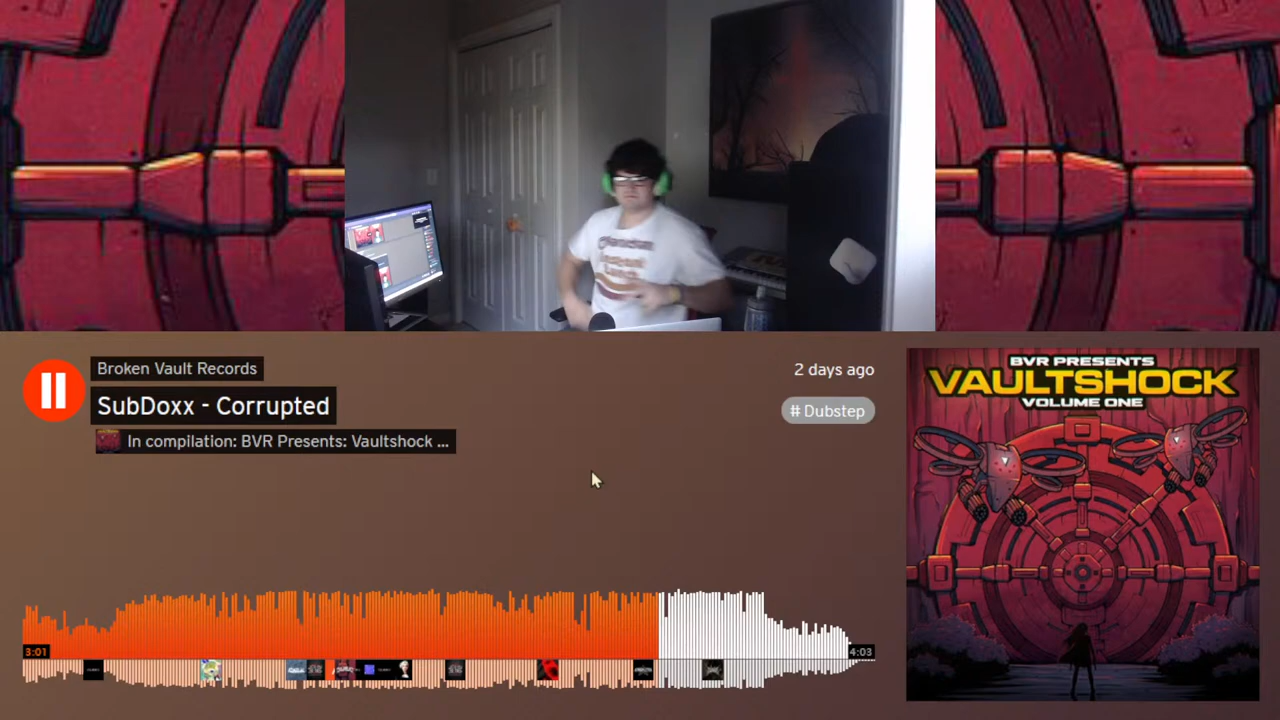 Broken Vault Records
2 days ago
SubDoxx - Corrupted
# Dubstep
In compilation: BVR Presents: Vaultshock ...
BVR PRESENTS
VAULTSHOCK
VOLUME ONE
3:01
4:03